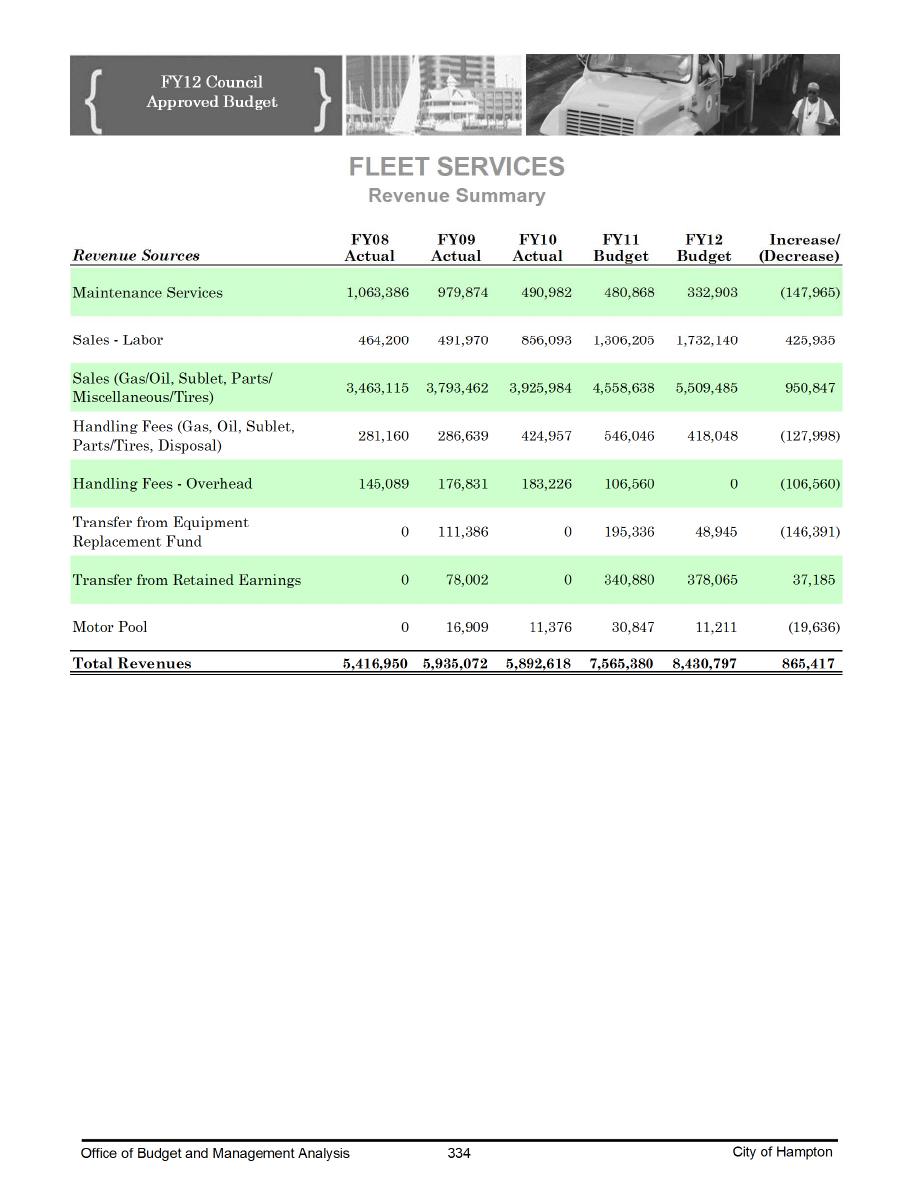 FY12 Council
Approved Budget
FLEET SERVICES
Revenue Summary
Revenue Sources FY08 Actual FY09 Actual FY10 Actual FY11 Budget FY12 Budget Increase/ (Decrease)
Maintenance Services 1,063,386 979,874 490,982 480,868 332,903 (147,965)
Sales - Labor 464,200 491,970 856,093 1,306,205 1,732,140 425,935
Sales (Gas/Oil, Sublet, Parts/
Miscellaneous/Tires) 3,463,115 3,793,462 3,925,984 4,558,638 5,509,485 950,847
Handling Fees (Gas, Oil, Sublet,
Parts/Tires, Disposal) 281,160 286,639 424,957 546,046 418,048 (127,998)
Handling Fees - Overhead 145,089 176,831 183,226 106,560 0 (106,560)
Transfer from Equipment
Replacement Fund 0 111,386 0 195,336 48,945 (146,391)
Transfer from Retained Earnings 0 78,002 0 340,880 378,065 37,185
Motor Pool 0 16,909 11,376 30,847 11,211 (19,636)
Total Revenues 5,416,950 5,935,072 5,892,618 7,565,380 8,430,797 865,417
Office of Budget and Management Analysis 334 City of Hampton